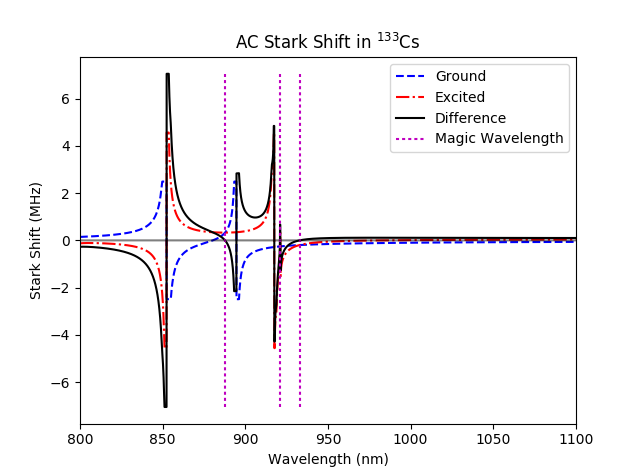 AC Stark Shift in ¹³³Cs
Ground
Excited
Difference
Magic Wavelength
Stark Shift (MHz)
6
4
2
0
−2
−4
−6
800 850 900 950 1000 1050 1100
Wavelength (nm)